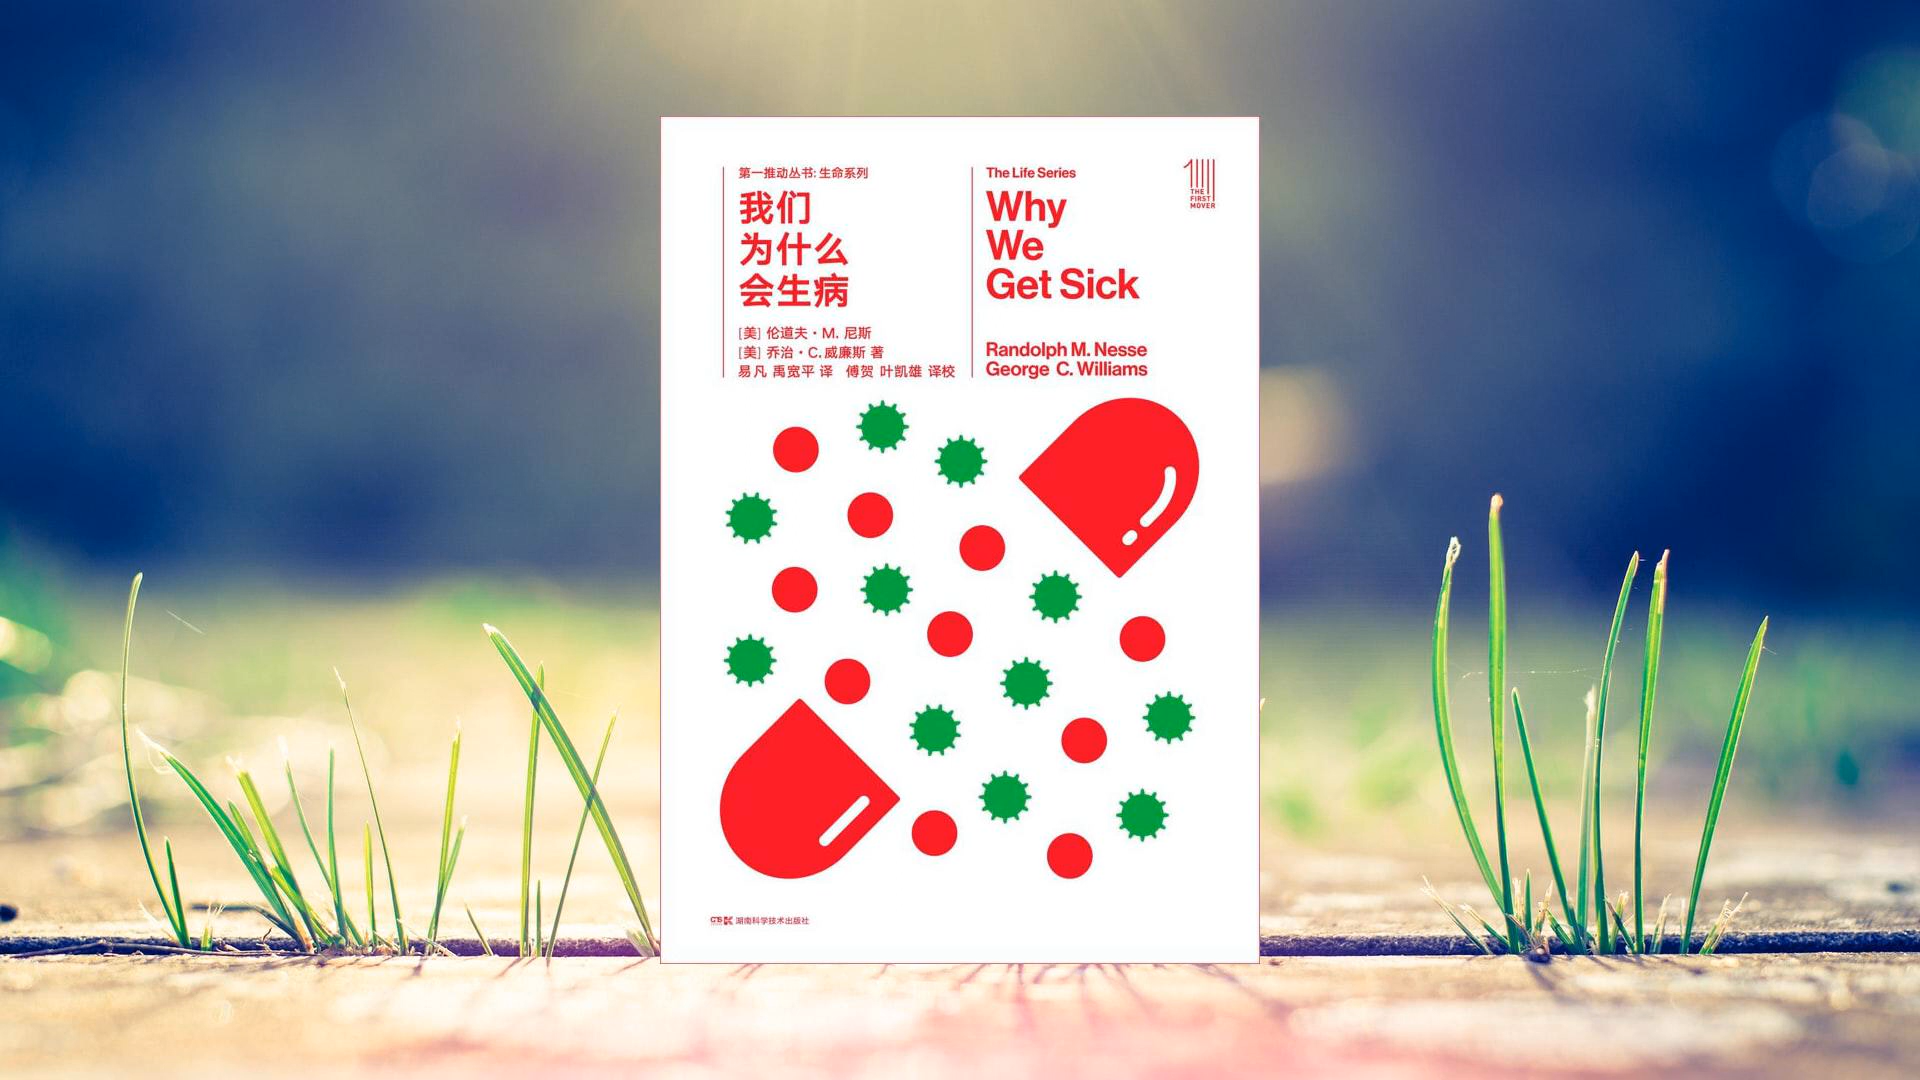 第一推动丛书: 生命系列
我们
为什么
会生病
[美] 伦道夫·M. 尼斯
[美] 乔治·C. 威廉斯 著
易凡 禹宽平 译 傅贺 叶凯雄 译校
The Life Series
Why
We
Get Sick
Randolph M. Nesse
George C. Williams
THE
FIRST
MOVER
湖南科学技术出版社